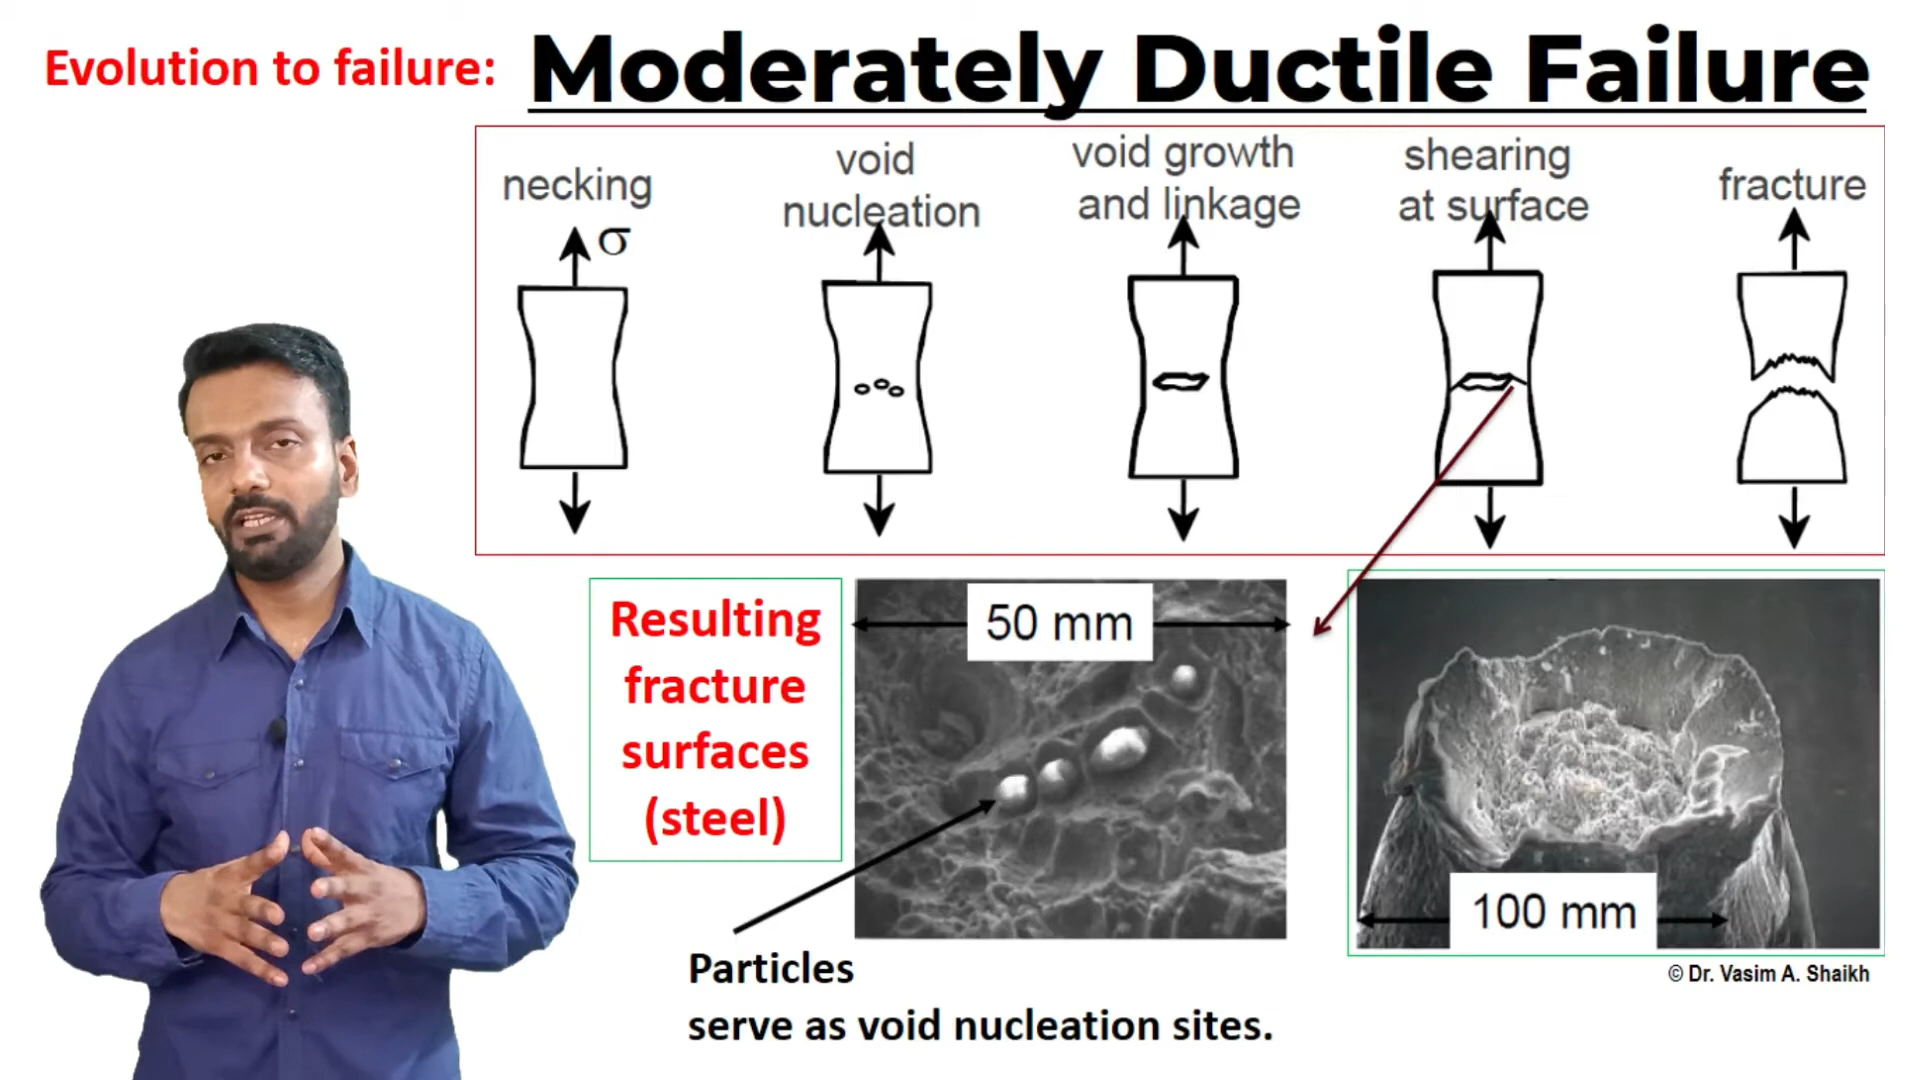 Evolution to failure: Moderately Ductile Failure
necking
σ
void
nucleation
void growth
and linkage
shearing
at surface
fracture
Resulting
fracture
surfaces
(steel)
50 mm
100 mm
Particles
serve as void nucleation sites.
© Dr. Vasim A. Shaikh